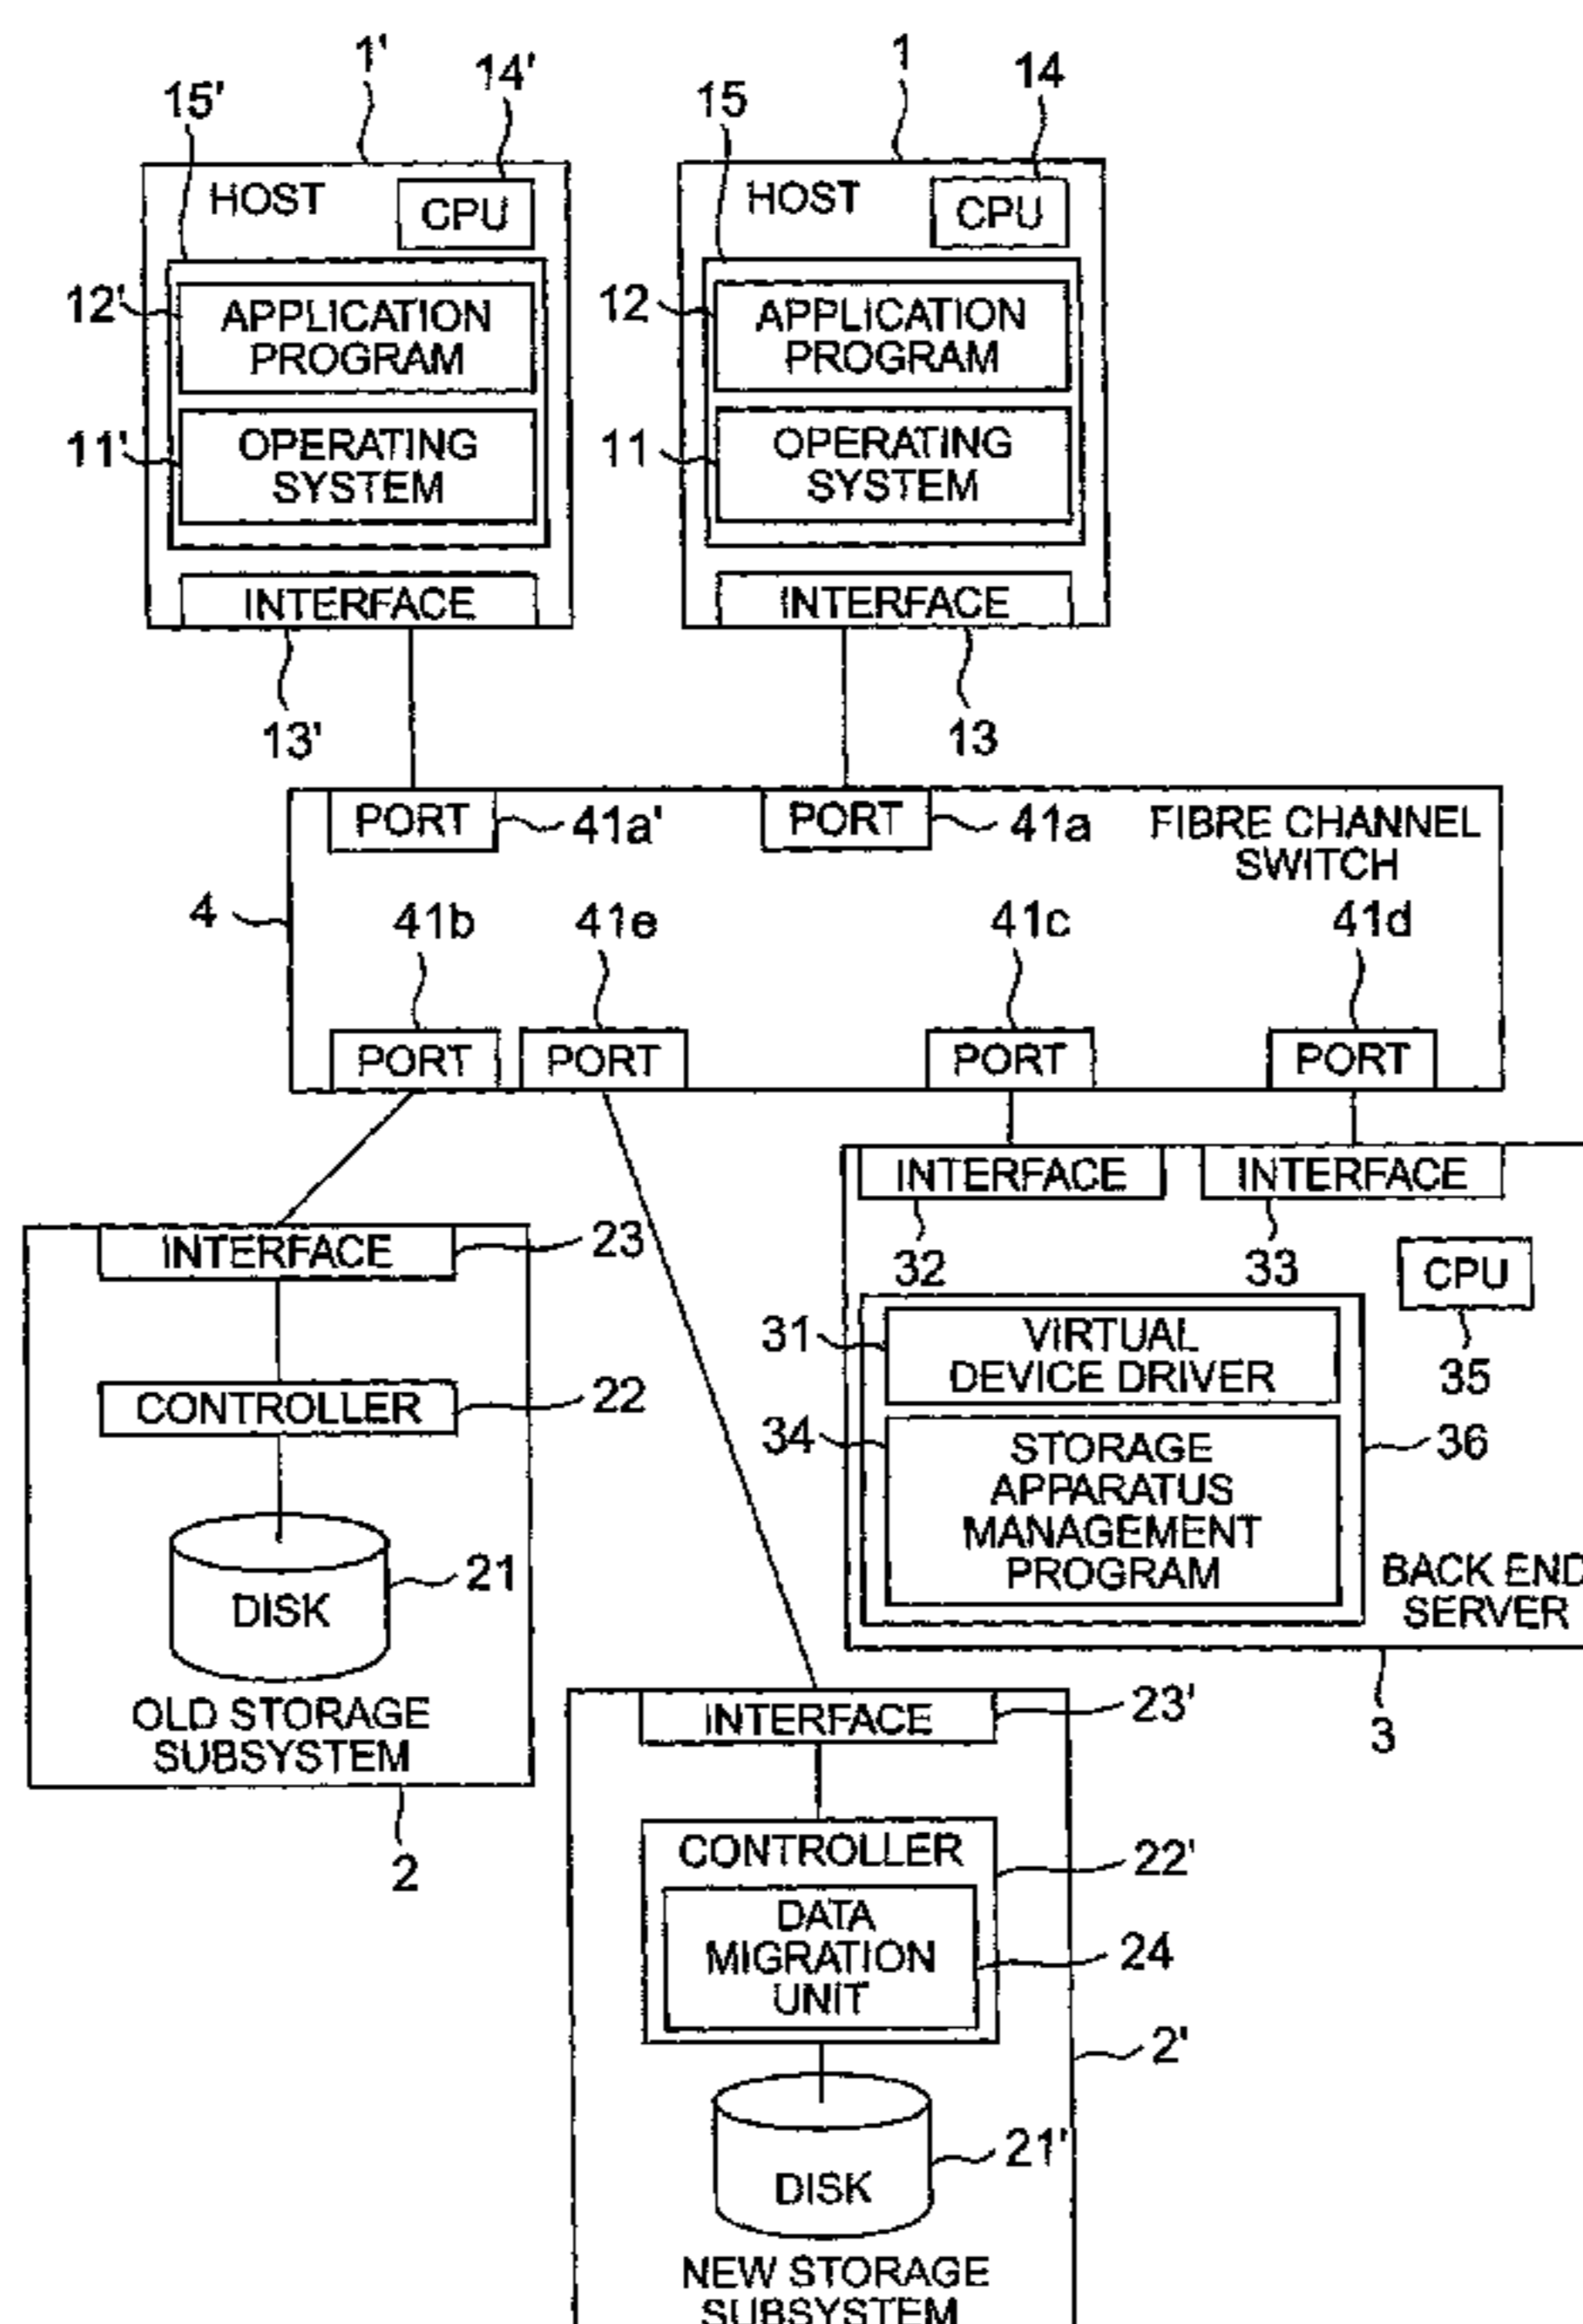 1'
14'
15'
1
14
15
HOST
CPU
HOST
CPU
12'
APPLICATION
PROGRAM
12
APPLICATION
PROGRAM
11'
OPERATING
SYSTEM
11
OPERATING
SYSTEM
INTERFACE
INTERFACE
13'
13
PORT
41a'
PORT
41a
FIBRE CHANNEL
SWITCH
4
41b
41e
41c
41d
PORT
PORT
PORT
PORT
INTERFACE
INTERFACE
32
33
CPU
35
INTERFACE
23
31
VIRTUAL
DEVICE DRIVER
CONTROLLER
22
34
STORAGE
APPARATUS
MANAGEMENT
PROGRAM
36
DISK
21
BACK END
SERVER
3
OLD STORAGE
SUBSYSTEM
2
INTERFACE
23'
CONTROLLER
22'
DATA
MIGRATION
UNIT
24
2'
DISK
21'
NEW STORAGE
SUBSYSTEM